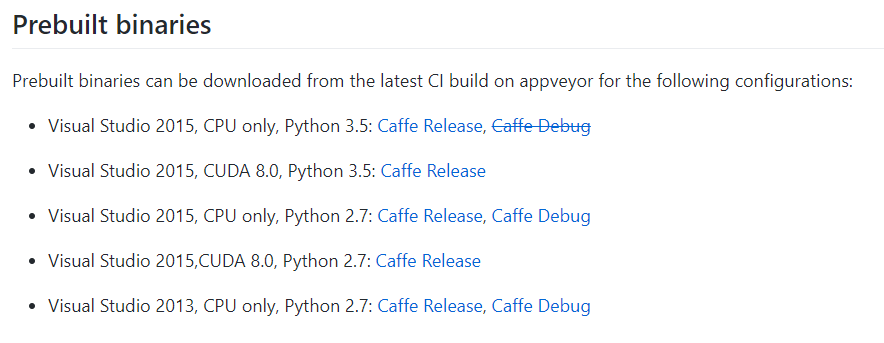 Prebuilt binaries
Prebuilt binaries can be downloaded from the latest CI build on appveyor for the following configurations:
• Visual Studio 2015, CPU only, Python 3.5: Caffe Release, Caffe Debug
• Visual Studio 2015, CUDA 8.0, Python 3.5: Caffe Release
• Visual Studio 2015, CPU only, Python 2.7: Caffe Release, Caffe Debug
• Visual Studio 2015,CUDA 8.0, Python 2.7: Caffe Release
• Visual Studio 2013, CPU only, Python 2.7: Caffe Release, Caffe Debug